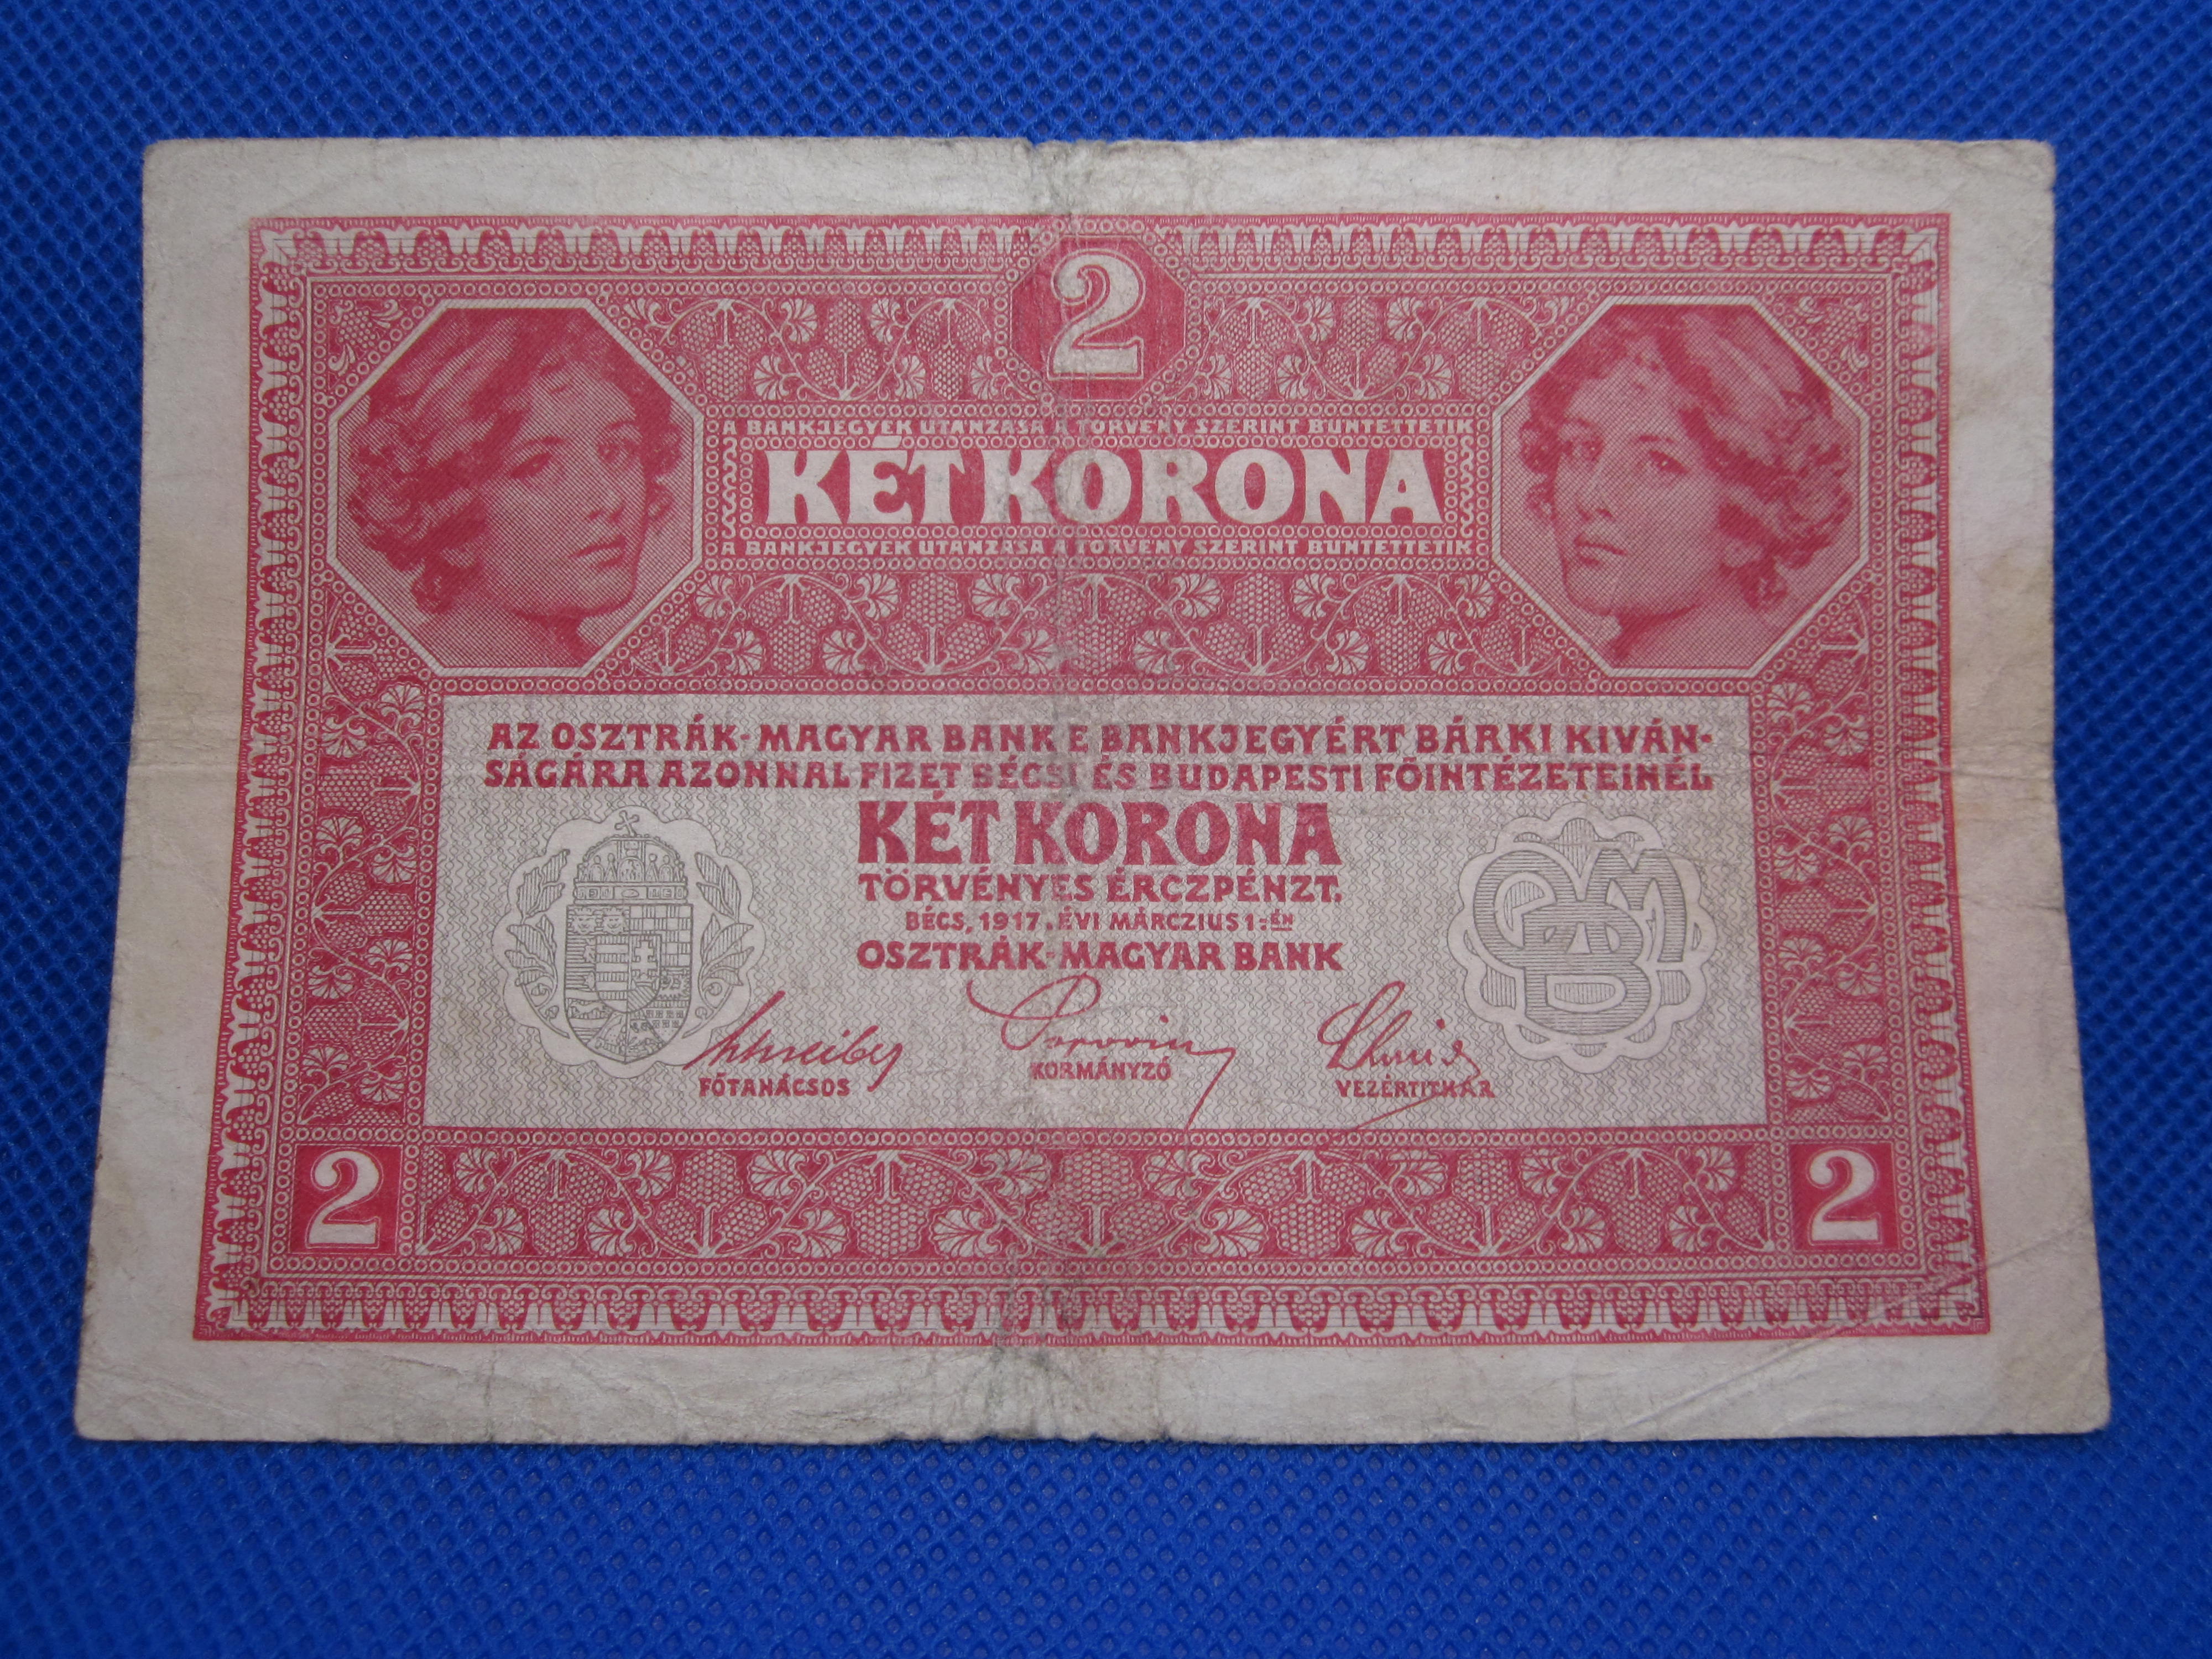 2
A BANKJEGYEK UTÁNZÁSA A TÖRVÉNY SZERINT BÜNTETTETIK
KÉT KORONA
A BANKJEGYEK UTÁNZÁSA A TÖRVÉNY SZERINT BÜNTETTETIK
AZ OSZTRÁK-MAGYAR BANK E BANKJEGYÉRT BÁRKI KIVÁN-
SÁGÁRA AZONNAL FIZET BÉCSI ÉS BUDAPESTI FŐINTÉZETEINÉL
KÉT KORONA
TÖRVÉNYES ÉRCZPÉNZT.
BÉCS, 1917. ÉVI MÁRCZIUS 1-ÉN
OSZTRÁK-MAGYAR BANK
FŐTANÁCSOS KORMÁNYZÓ VEZÉRTITKÁR
2 2